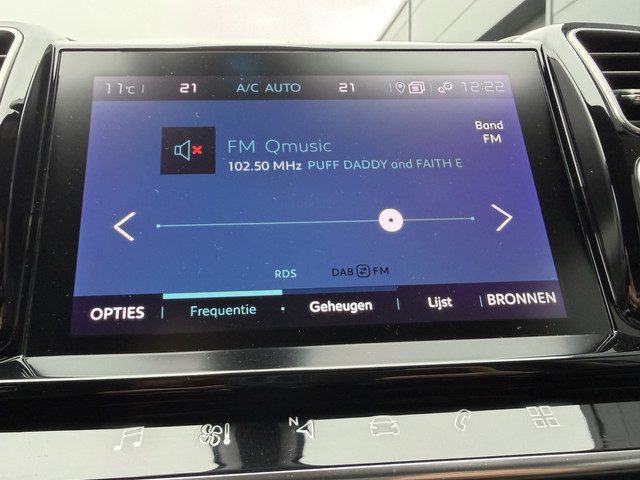 11°C 21 A/C AUTO 21 12:22
Band
FM
FM Qmusic
102.50 MHz PUFF DADDY and FAITH E
RDS DAB FM
OPTIES Frequentie Geheugen Lijst BRONNEN
N